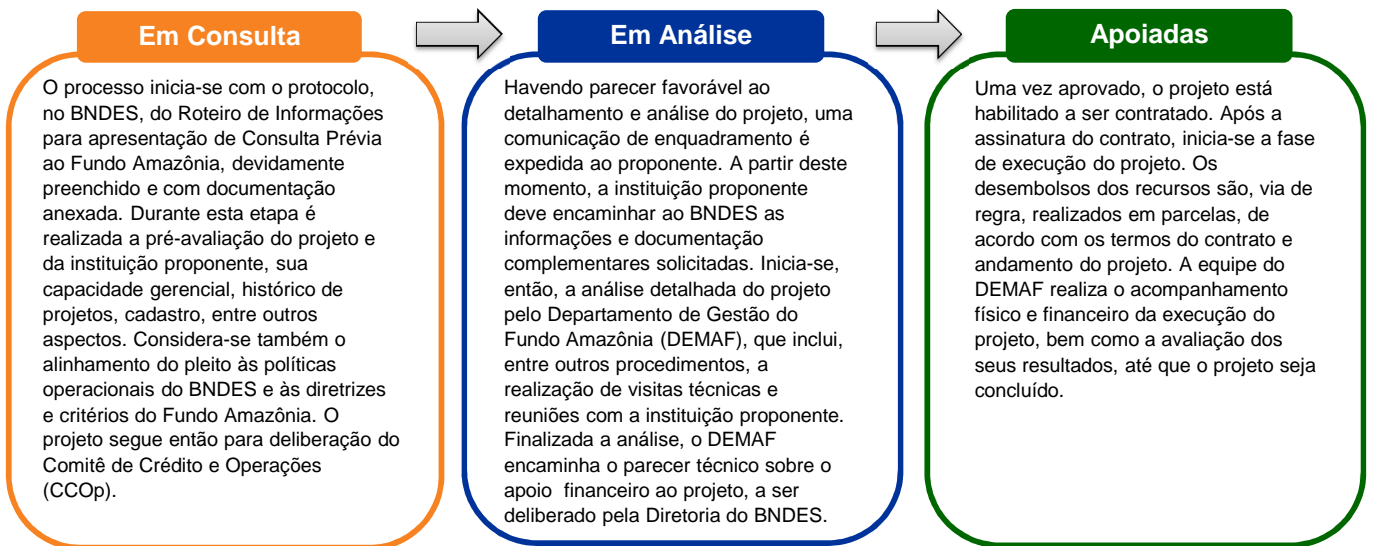 Em Consulta
O processo inicia-se com o protocolo,
no BNDES, do Roteiro de Informações
para apresentação de Consulta Prévia
ao Fundo Amazônia, devidamente
preenchido e com documentação
anexada. Durante esta etapa é
realizada a pré-avaliação do projeto e
da instituição proponente, sua
capacidade gerencial, histórico de
projetos, cadastro, entre outros
aspectos. Considera-se também o
alinhamento do pleito às políticas
operacionais do BNDES e às diretrizes
e critérios do Fundo Amazônia. O
projeto segue então para deliberação do
Comitê de Crédito e Operações
(CCOp).
Em Análise
Havendo parecer favorável ao
detalhamento e análise do projeto, uma
comunicação de enquadramento é
expedida ao proponente. A partir deste
momento, a instituição proponente
deve encaminhar ao BNDES as
informações e documentação
complementares solicitadas. Inicia-se,
então, a análise detalhada do projeto
pelo Departamento de Gestão do
Fundo Amazônia (DEMAF), que inclui,
entre outros procedimentos, a
realização de visitas técnicas e
reuniões com a instituição proponente.
Finalizada a análise, o DEMAF
encaminha o parecer técnico sobre o
apoio financeiro ao projeto, a ser
deliberado pela Diretoria do BNDES.
Apoiadas
Uma vez aprovado, o projeto está
habilitado a ser contratado. Após a
assinatura do contrato, inicia-se a fase
de execução do projeto. Os
desembolsos dos recursos são, via de
regra, realizados em parcelas, de
acordo com os termos do contrato e
andamento do projeto. A equipe do
DEMAF realiza o acompanhamento
físico e financeiro da execução do
projeto, bem como a avaliação dos
seus resultados, até que o projeto seja
concluído.